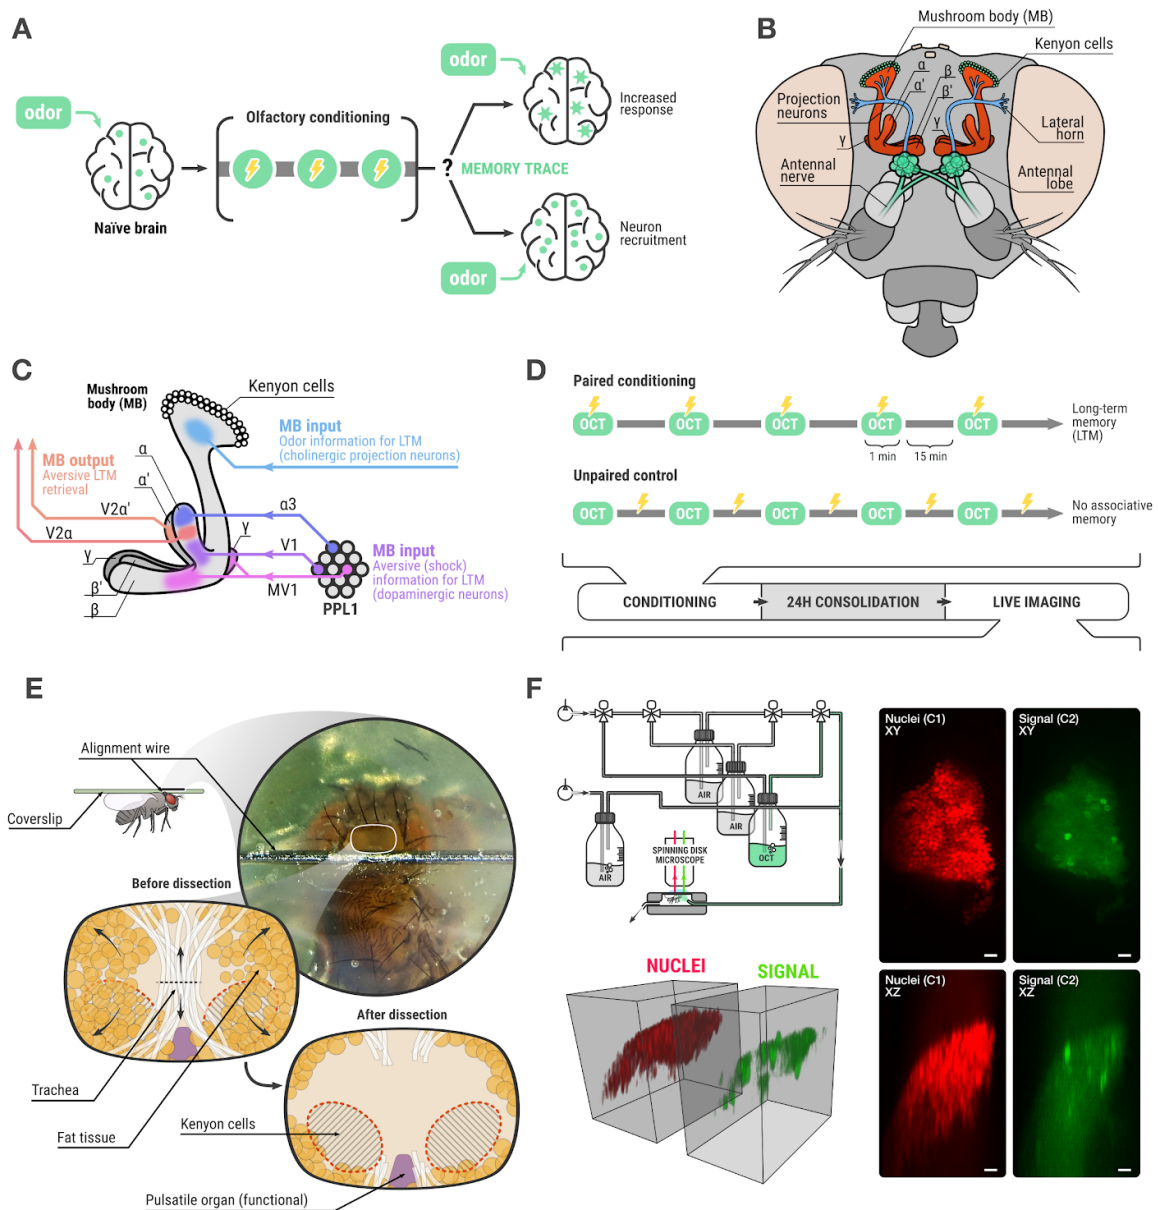 A
odor
Naïve brain
Olfactory conditioning
?
MEMORY TRACE
odor
Increased
response
Neuron
recruitment
odor
B
Mushroom body (MB)
Kenyon cells
α
α'
β
β'
Projection
neurons
γ
γ
Lateral
horn
Antennal
nerve
Antennal
lobe
C
Mushroom
body (MB)
Kenyon cells
MB input
Odor information for LTM
(cholinergic projection neurons)
MB output
Aversive LTM
retrieval
α
α'
V2α'
V2α
α3
γ
V1
MV1
γ
β'
β
PPL1
MB input
Aversive (shock)
information for LTM
(dopaminergic neurons)
D
Paired conditioning
OCT OCT OCT OCT OCT
Long-term
memory
(LTM)
1 min
15 min
Unpaired control
OCT OCT OCT OCT OCT
No associative
memory
CONDITIONING
24H CONSOLIDATION
LIVE IMAGING
E
Alignment wire
Coverslip
Before dissection
After dissection
Trachea
Fat tissue
Kenyon cells
Pulsatile organ (functional)
F
AIR
AIR
AIR
OCT
SPINNING DISK
MICROSCOPE
NUCLEI
SIGNAL
Nuclei (C1)
XY
Signal (C2)
XY
Nuclei (C1)
XZ
Signal (C2)
XZ